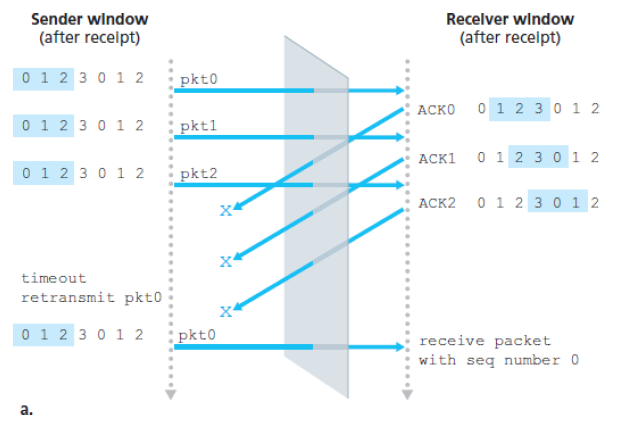 Sender window
(after receipt)
Receiver window
(after receipt)
0 1 2 3 0 1 2
pkt0
ACK0 0 1 2 3 0 1 2
0 1 2 3 0 1 2
pkt1
ACK1 0 1 2 3 0 1 2
0 1 2 3 0 1 2
pkt2
ACK2 0 1 2 3 0 1 2
X
X
timeout
retransmit pkt0
X
0 1 2 3 0 1 2
pkt0
receive packet
with seq number 0
a.